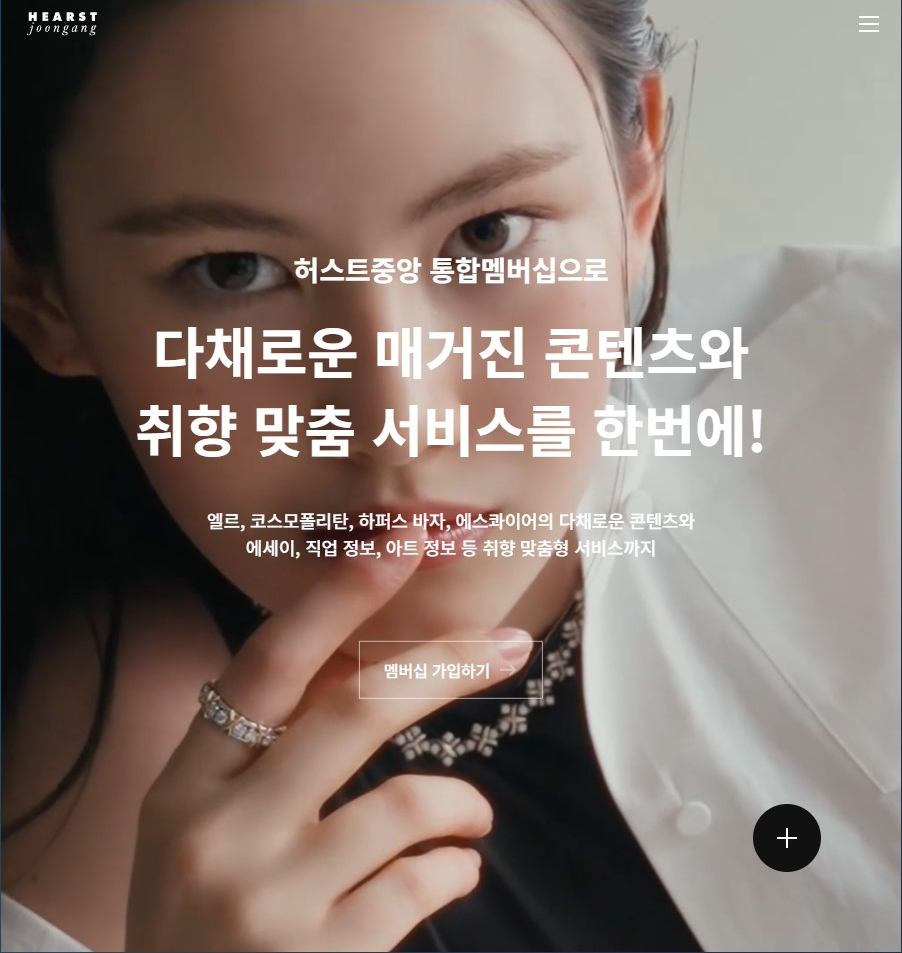 HEARST
joongang
허스트중앙 통합멤버십으로
다채로운 매거진 콘텐츠와
취향 맞춤 서비스를 한번에!
엘르, 코스모폴리탄, 하퍼스 바자, 에스콰이어의 다채로운 콘텐츠와
에세이, 직업 정보, 아트 정보 등 취향 맞춤형 서비스까지
멤버십 가입하기 →